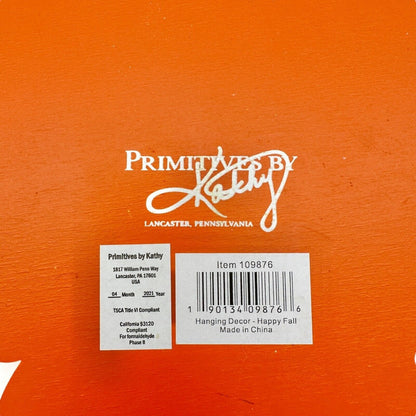 PRIMITIVES BY
Kathy
LANCASTER, PENNSYLVANIA
Primitives by Kathy
1817 William Penn Way
Lancaster, PA 17601
USA
04 Month 2021 Year
TSCA Title VI Compliant
California 93120
Compliant
For formaldehyde
Phase II
Item 109876
1 90134 09876 6
Hanging Decor - Happy Fall
Made in China